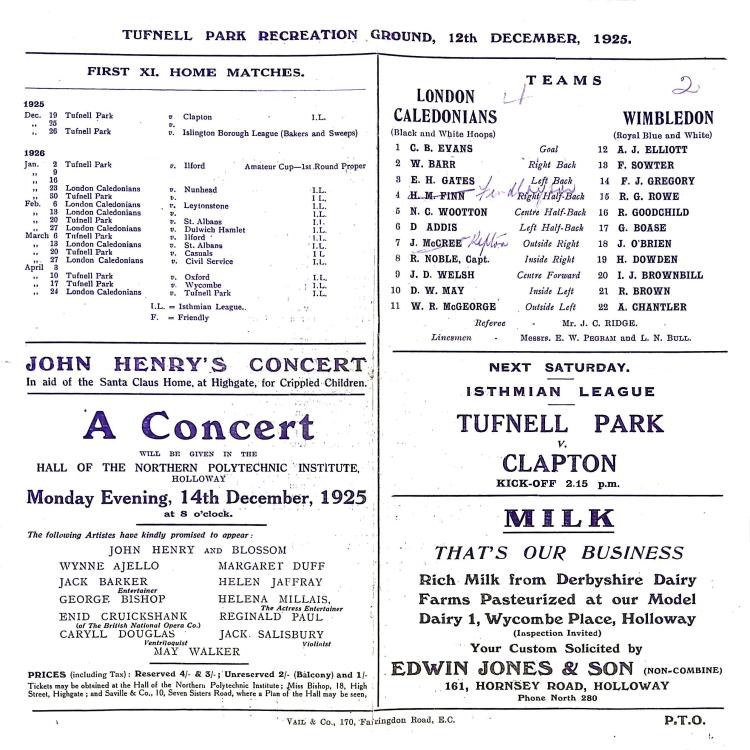 TUFNELL PARK RECREATION GROUND, 12th DECEMBER, 1925.
FIRST XI. HOME MATCHES.
1925
Dec. 19 Tufnell Park v Clapton I.L.
„ 25 v.
„ 26 Tufnell Park v. Islington Borough League (Bakers and Sweeps)
1926
Jan. 2 Tufnell Park v. Ilford Amateur Cup—1st Round Proper
„ 9
„ 16
„ 23 London Caledonians v. Nunhead I.L.
„ 30 Tufnell Park v. I L,
Feb. 6 London Caledonians v. Leytonstone I.L.
„ 13 London Caledonians v. I.L.
„ 20 Tufnell Park v. St. Albans I.L.
„ 27 London Caledonians v. Dulwich Hamlet I.L.
March 6 Tufnell Park v. Ilford I.L.
„ 13 London Caledonians v. St. Albans I.L.
„ 20 Tufnell Park v. Casuals I L
„ 27 London Caledonians v. Civil Service I.L.
April 3
„ 10 Tufnell Park v. Oxford I.L.
„ 17 Tufnell Park v. Wycombe I.L.
„ 24 London Caledonians v. Tufnell Park I.L.
I.L. = Isthmian League.
F. = Friendly
JOHN HENRY'S CONCERT
In aid of the Santa Claus Home, at Highgate, for Crippled Children.
A Concert
WILL BE GIVEN IN THE
HALL OF THE NORTHERN POLYTECHNIC INSTITUTE,
HOLLOWAY
Monday Evening, 14th December, 1925
at 8 o'clock.
The following Artistes have kindly promised to appear:
JOHN HENRY AND BLOSSOM
WYNNE AJELLO MARGARET DUFF
JACK BARKER HELEN JAFFRAY
Entertainer
GEORGE BISHOP HELENA MILLAIS,
The Actress Entertainer
ENID CRUICKSHANK REGINALD PAUL
(of The British National Opera Co.)
CARYLL DOUGLAS JACK SALISBURY
Ventriloquist Violinist
MAY WALKER
PRICES (including Tax): Reserved 4/- & 3/-; Unreserved 2/- (Balcony) and 1/-
Tickets may be obtained at the Hall of the Northern Polytechnic Institute; Miss Bishop, 18, High
Street, Highgate; and Saville & Co., 10, Seven Sisters Road, where a Plan of the Hall may be seen,
TEAMS
4 2
LONDON
CALEDONIANS WIMBLEDON
(Black and White Hoops) (Royal Blue and White)
1 C. B. EVANS Goal 12 A. J. ELLIOTT
2 W. BARR Right Back 13 F. SOWTER
3 E. H. GATES Left Back 14 F. J. GREGORY
4 H. M. FINN Right Half-Back 15 R. G. ROWE
5 N. C. WOOTTON Centre Half-Back 16 R. GOODCHILD
6 D ADDIS Left Half-Back 17 G. BOASE
7 J. McCREE Outside Right 18 J. O'BRIEN
8 R. NOBLE, Capt. Inside Right 19 H. DOWDEN
9 J. D. WELSH Centre Forward 20 I. J. BROWNBILL
10 D. W. MAY Inside Left 21 R. BROWN
11 W. R. McGEORGE Outside Left 22 A. CHANTLER
Referee - Mr. J. C. RIDGE.
Linesmen - Messrs. E. W. PEGRAM and L. N. BULL.
NEXT SATURDAY.
ISTHMIAN LEAGUE
TUFNELL PARK
V.
CLAPTON
KICK-OFF 2.15 p.m.
MILK
THAT'S OUR BUSINESS
Rich Milk from Derbyshire Dairy
Farms Pasteurized at our Model
Dairy 1, Wycombe Place, Holloway
(Inspection Invited)
Your Custom Solicited by
EDWIN JONES & SON (NON-COMBINE)
161, HORNSEY ROAD, HOLLOWAY
Phone North 280
VAIL & Co., 170, Farringdon Road, E.C.
P.T.O.